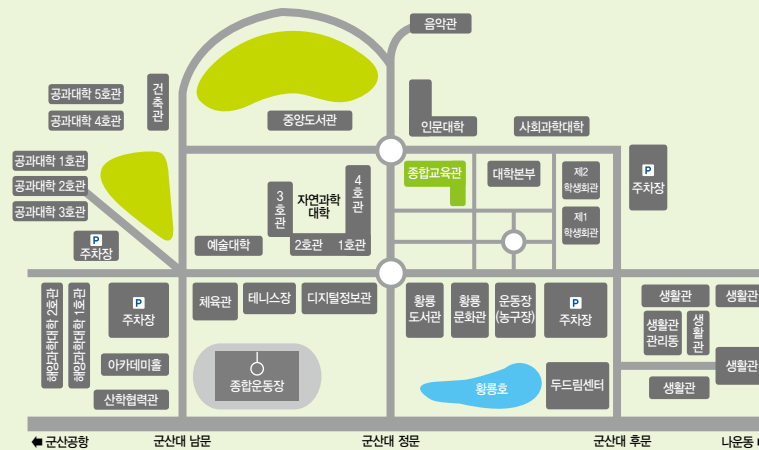 음악관
건
축
관
공과대학 5호관
공과대학 4호관
중앙도서관
인문대학
사회과학대학
공과대학 1호관
공과대학 2호관
공과대학 3호관
P
주차장
예술대학
3
호
관
자연과학
대학
4
호
관
2호관
1호관
종합교육관
대학본부
제2
학생회관
제1
학생회관
P
주차장
해양과학대학 2호관
해양과학대학 1호관
P
주차장
아카데미홀
산학협력관
체육관
테니스장
디지털정보관
종합운동장
황룡
도서관
황룡
문화관
운동장
(농구장)
P
주차장
황룡호
두드림센터
생활관
생활관
생활관
관리동
생
활
관
생활관
생활관
군산공항
군산대 남문
군산대 정문
군산대 후문
나운동